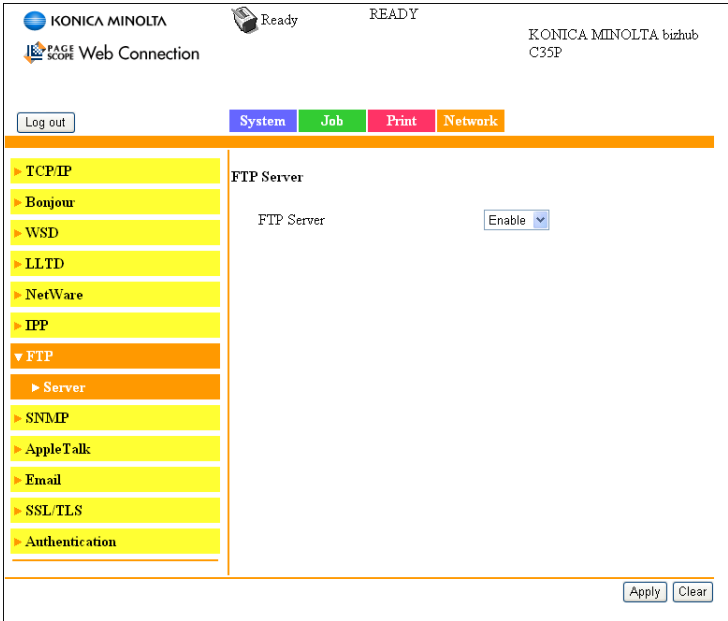 KONICA MINOLTA
Ready
READY
KONICA MINOLTA bizhub
C35P
PAGE SCOPE Web Connection
Log out
System
Job
Print
Network
TCP/IP
Bonjour
WSD
LLTD
NetWare
IPP
FTP
Server
SNMP
AppleTalk
Email
SSL/TLS
Authentication
FTP Server
FTP Server
Enable
Apply
Clear